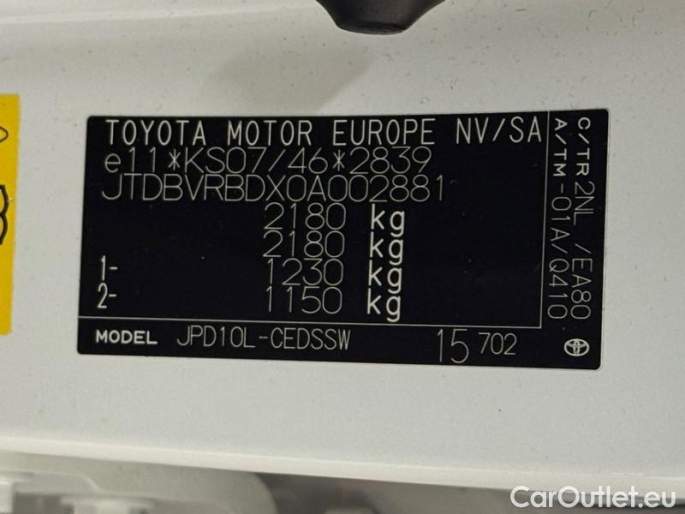 TOYOTA MOTOR EUROPE NV/SA
e11*KS07/46*2839
JTDBVRBDX0A002881
2180 kg
2180 kg
1- 1230 kg
2- 1150 kg
MODEL JPD10L-CEDSSW 15 702
C/TR 2NL /EA80
A/TM -01A/Q410
CarOutlet.eu